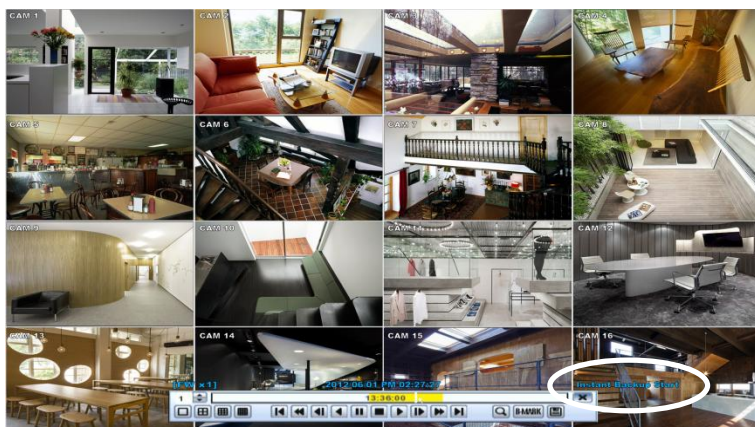 CAM 1
CAM 2
CAM 3
CAM 4
CAM 5
CAM 6
CAM 7
CAM 8
CAM 9
CAM 10
CAM 11
CAM 12
CAM 13
CAM 14
CAM 15
CAM 16
[FW x1]
2012-06-01 PM 02:27:27
Instant Backup Start
1
13:36:00
B-MARK